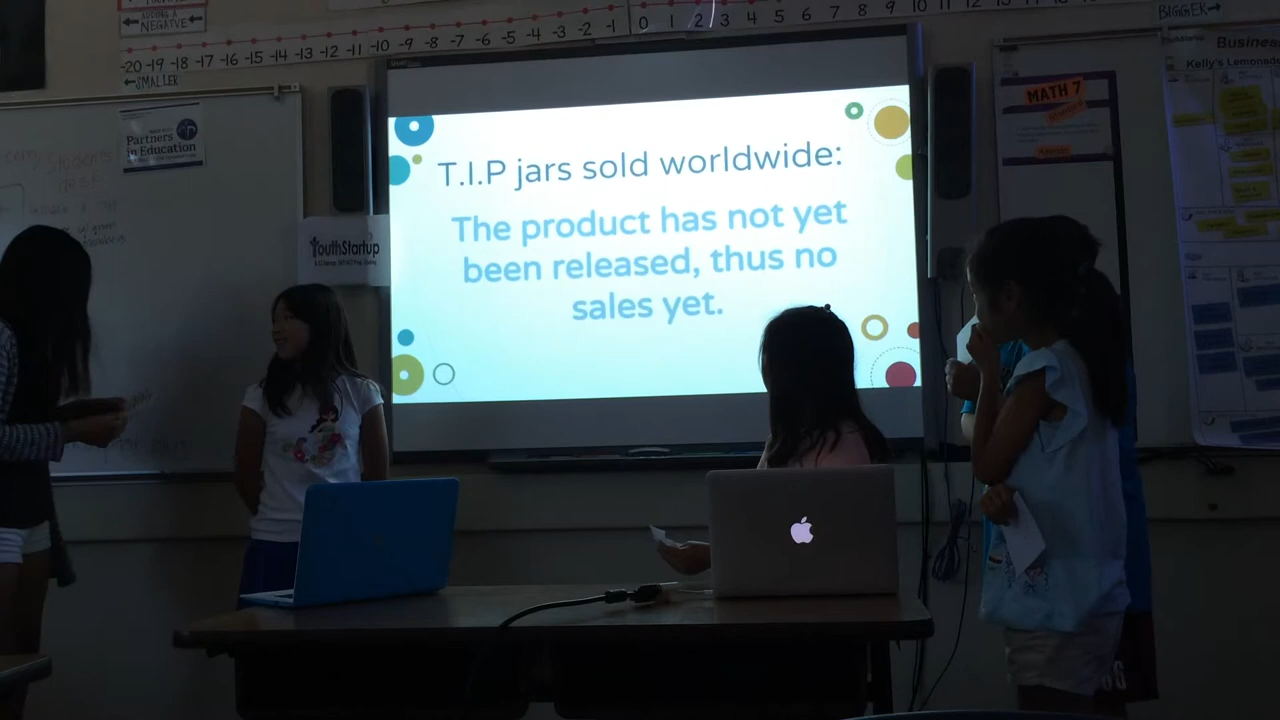 ADDING A
NEGATIVE
-20 -19 -18 -17 -16 -15 -14 -13 -12 -11 -10 -9 -8 -7 -6 -5 -4 -3 -2 -1 0 1 2 3 4 5 6 7 8 9 10 11 12
←SMALLER
BIGGER→
Partners
in Education
YouthStartup
T.I.P jars sold worldwide:
The product has not yet
been released, thus no
sales yet.
MATH 7
Busines
Kelly's Lemonade